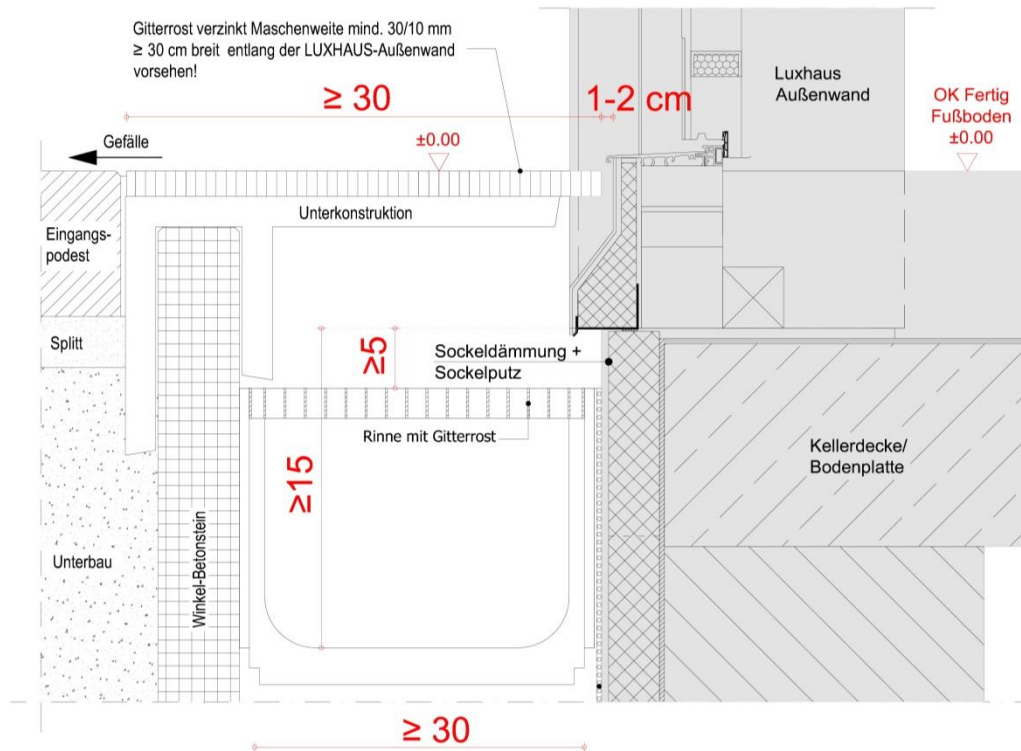 Gitterrost verzinkt Maschenweite mind. 30/10 mm
≥ 30 cm breit entlang der LUXHAUS-Außenwand
vorsehen!
≥ 30
1-2 cm
Luxhaus
Außenwand
OK Fertig
Fußboden
±0.00
Gefälle
±0.00
Unterkonstruktion
Eingangs-
podest
Splitt
≥5
Sockeldämmung +
Sockelputz
Rinne mit Gitterrost
Kellerdecke/
Bodenplatte
≥15
Unterbau
Winkel-Betonstein
≥ 30